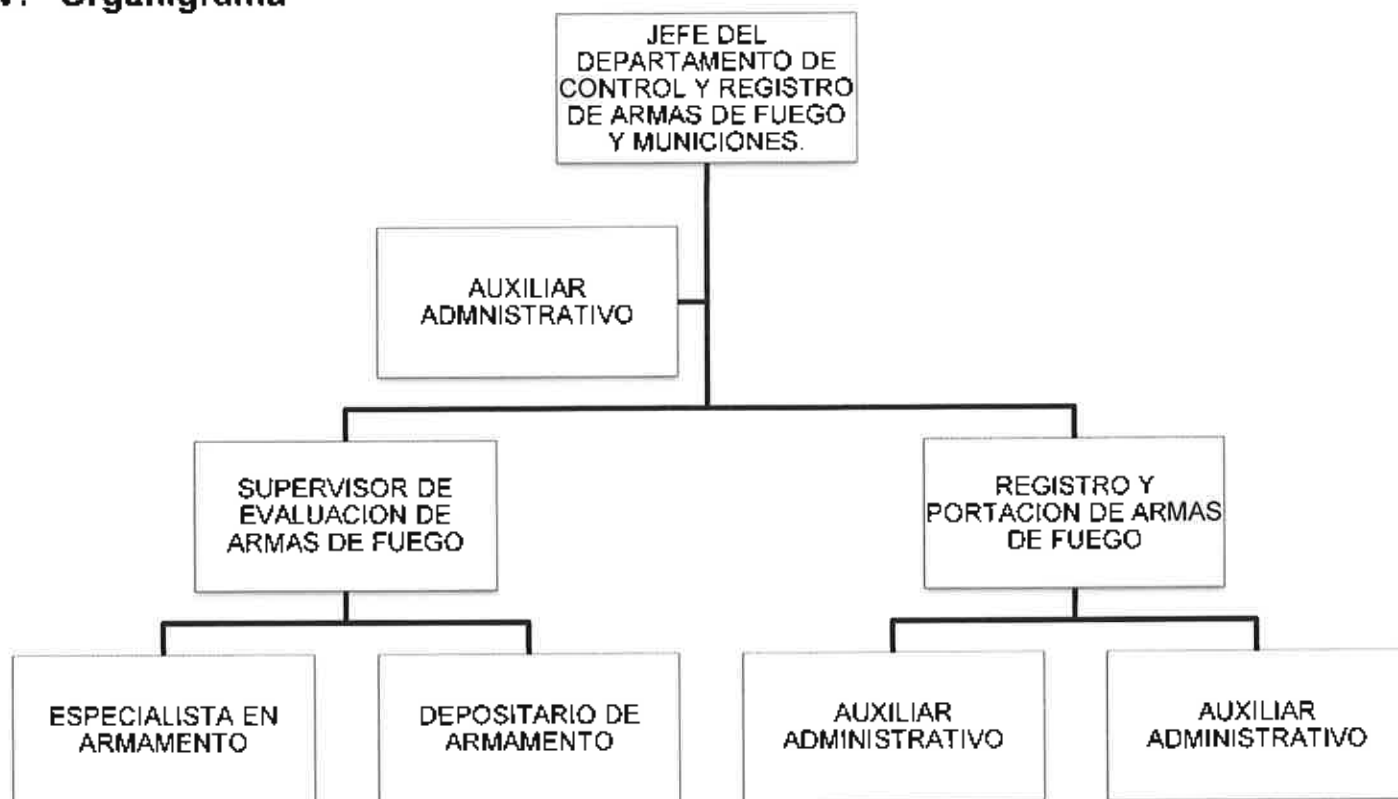 Organigrama
JEFE DEL
DEPARTAMENTO DE
CONTROL Y REGISTRO
DE ARMAS DE FUEGO
Y MUNICIONES.
AUXILIAR
ADMNISTRATIVO
SUPERVISOR DE
EVALUACION DE
ARMAS DE FUEGO
REGISTRO Y
PORTACION DE ARMAS
DE FUEGO
ESPECIALISTA EN
ARMAMENTO
DEPOSITARIO DE
ARMAMENTO
AUXILIAR
ADMINISTRATIVO
AUXILIAR
ADMINISTRATIVO